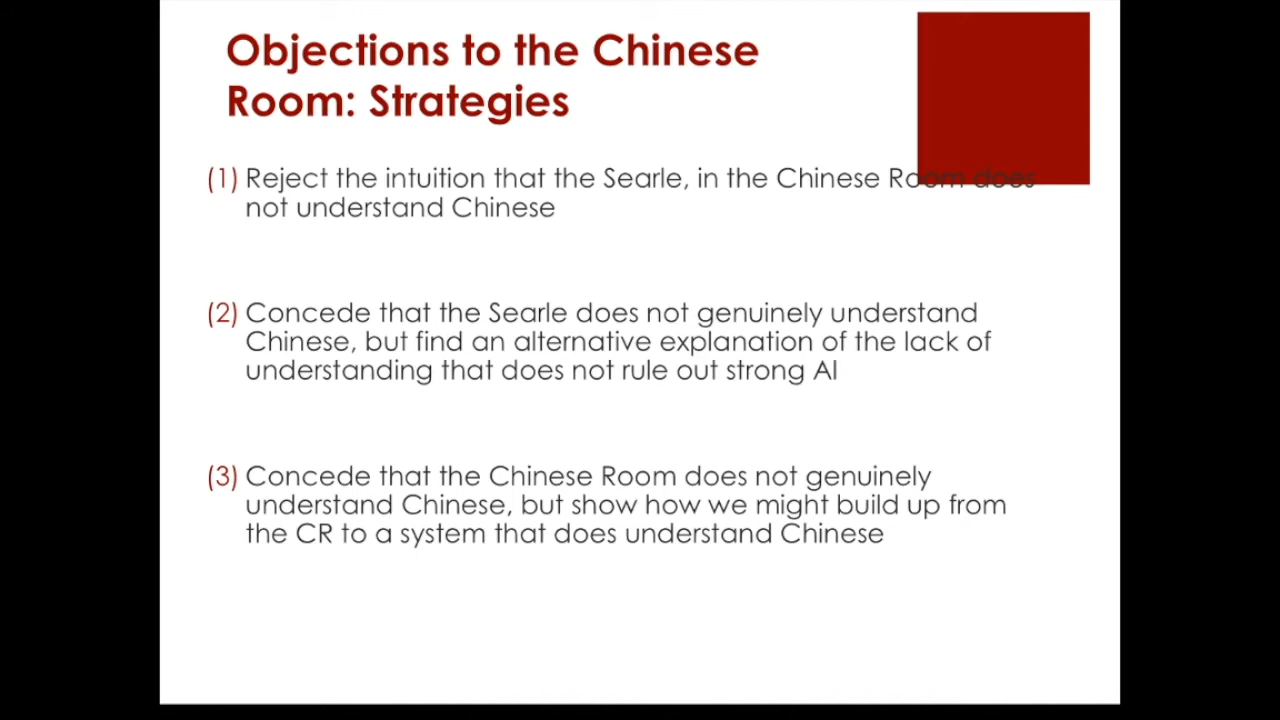 Objections to the Chinese
Room: Strategies
(1) Reject the intuition that the Searle, in the Chinese Room does
not understand Chinese
(2) Concede that the Searle does not genuinely understand
Chinese, but find an alternative explanation of the lack of
understanding that does not rule out strong AI
(3) Concede that the Chinese Room does not genuinely
understand Chinese, but show how we might build up from
the CR to a system that does understand Chinese